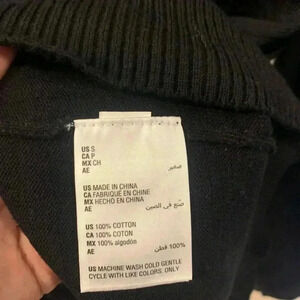 US S
CA P
MX CH
AE صغير
US MADE IN CHINA
CA FABRIQUÉ EN CHINE
MX HECHO EN CHINA
AE صنع في الصين
US 100% COTTON
CA 100% COTON
MX 100% algodón
AE 100% قطن
US MACHINE WASH COLD GENTLE
CYCLE WITH LIKE COLORS. ONLY